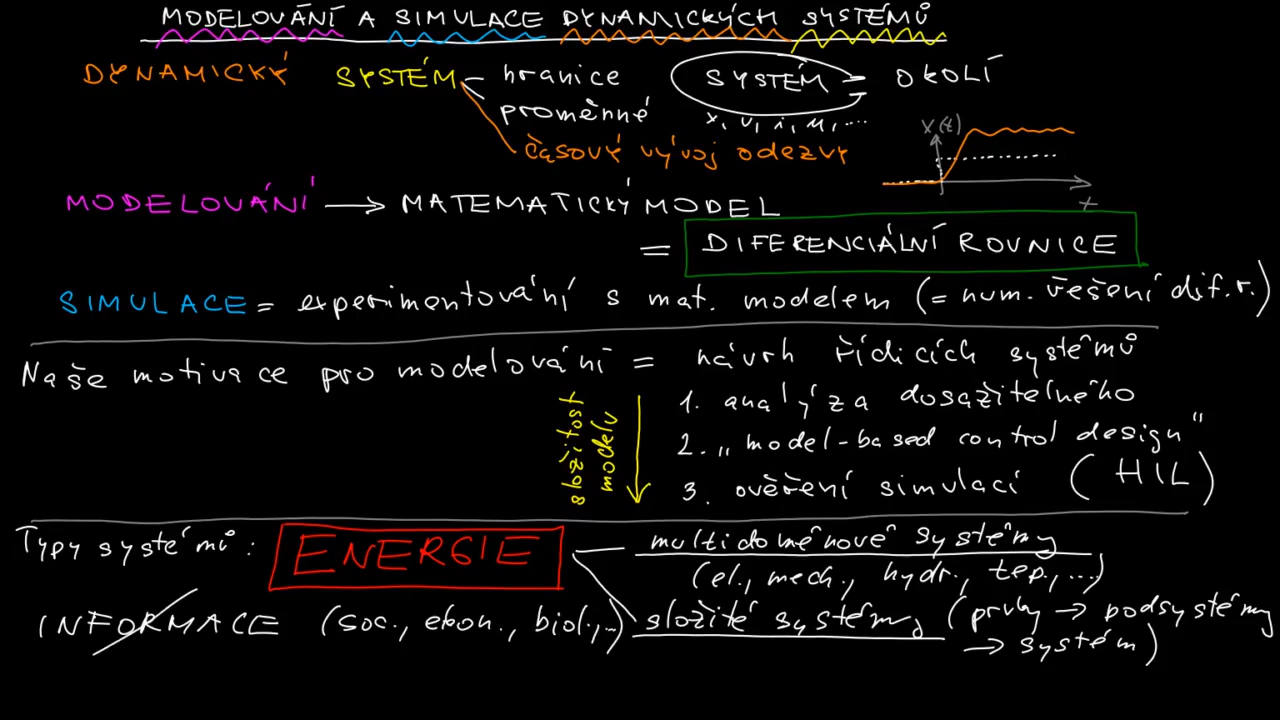 MODELOVÁNÍ A SIMULACE DYNAMICKÝCH SYSTÉMŮ
DYNAMICKÝ SYSTÉM – hranice SYSTÉM OKOLÍ
proměnné x, v, i, u, ...
časový vývoj odezvy
x(t)
t
MODELOVÁNÍ → MATEMATICKÝ MODEL
= DIFERENCIÁLNÍ ROVNICE
SIMULACE = experimentování s mat. modelem (= num. řešení dif. r.)
Naše motivace pro modelování = návrh řídicích systémů
složitost modelu
1. analýza dosažitelného
2. „model-based control design"
3. ověření simulací (HIL)
Typy systémů: ENERGIE — multidoménové systémy
(el., mech., hydr., tep., ...)
INFORMACE (soc., ekon., biol., ..) složité systémy (prvky → podsystémy
→ systém)